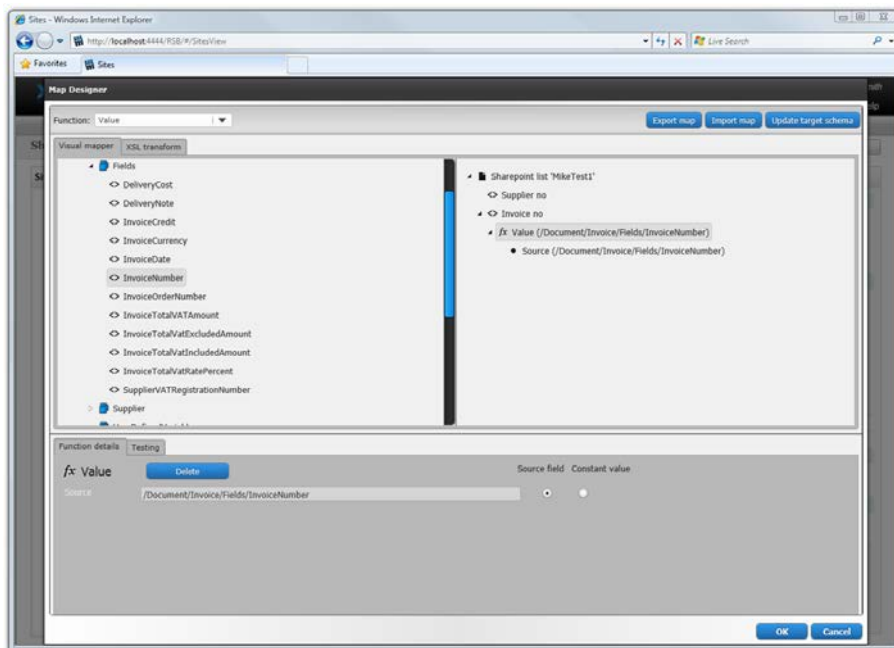 Sites - Windows Internet Explorer
http://localhost:4444/RSB/#/SitesView
Live Search
Favorites
Sites
Map Designer
Function: Value
Export map
Import map
Update target schema
Visual mapper
XSL transform
Fields
DeliveryCost
DeliveryNote
InvoiceCredit
InvoiceCurrency
InvoiceDate
InvoiceNumber
InvoiceOrderNumber
InvoiceTotalVATAmount
InvoiceTotalVatExcludedAmount
InvoiceTotalVatIncludedAmount
InvoiceTotalVatRatePercent
SupplierVATRegistrationNumber
Supplier
Sharepoint list 'MikeTest1'
Supplier no
Invoice no
fx Value (/Document/Invoice/Fields/InvoiceNumber)
Source (/Document/Invoice/Fields/InvoiceNumber)
Function details
Testing
fx Value
Delete
Source field
Constant value
Source
/Document/Invoice/Fields/InvoiceNumber
OK
Cancel